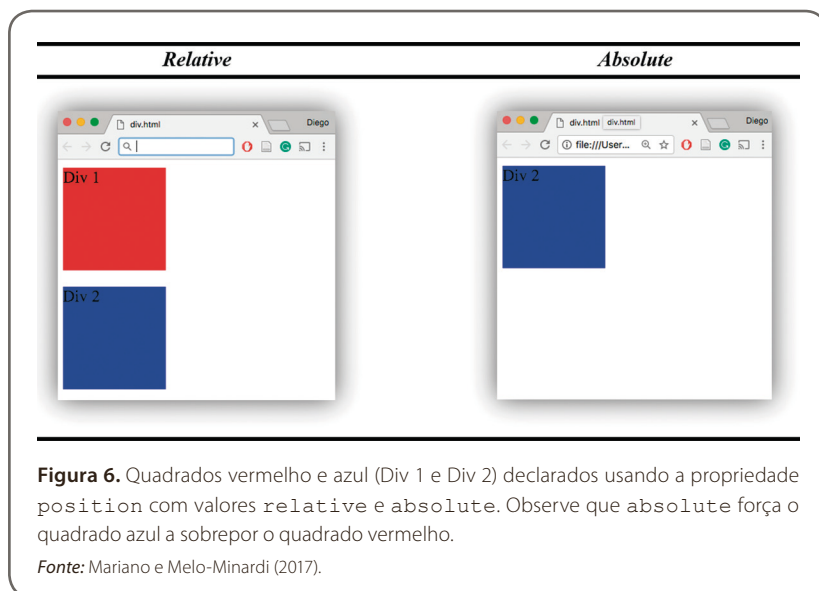 Relative
Absolute
div.html
Diego
Div 1
Div 2
div.html
div.html
Diego
file:///User...
Div 2
Figura 6. Quadrados vermelho e azul (Div 1 e Div 2) declarados usando a propriedade
position com valores relative e absolute. Observe que absolute força o
quadrado azul a sobrepor o quadrado vermelho.
Fonte: Mariano e Melo-Minardi (2017).